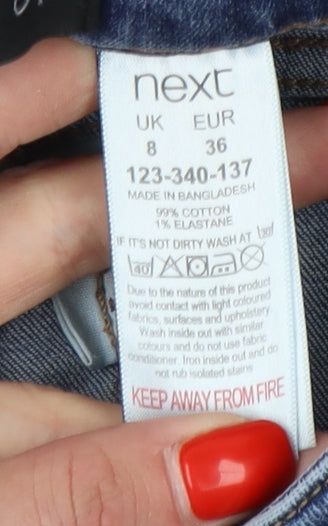 next
UK EUR
8 36
123-340-137
MADE IN BANGLADESH
99% COTTON
1% ELASTANE
IF IT'S NOT DIRTY WASH AT 30°
40°
Due to the nature of this product
avoid contact with light coloured
fabrics, surfaces and upholstery
Wash inside out with similar
colours and do not use fabric
conditioner. Iron inside out and do
not rub isolated stains
KEEP AWAY FROM FIRE